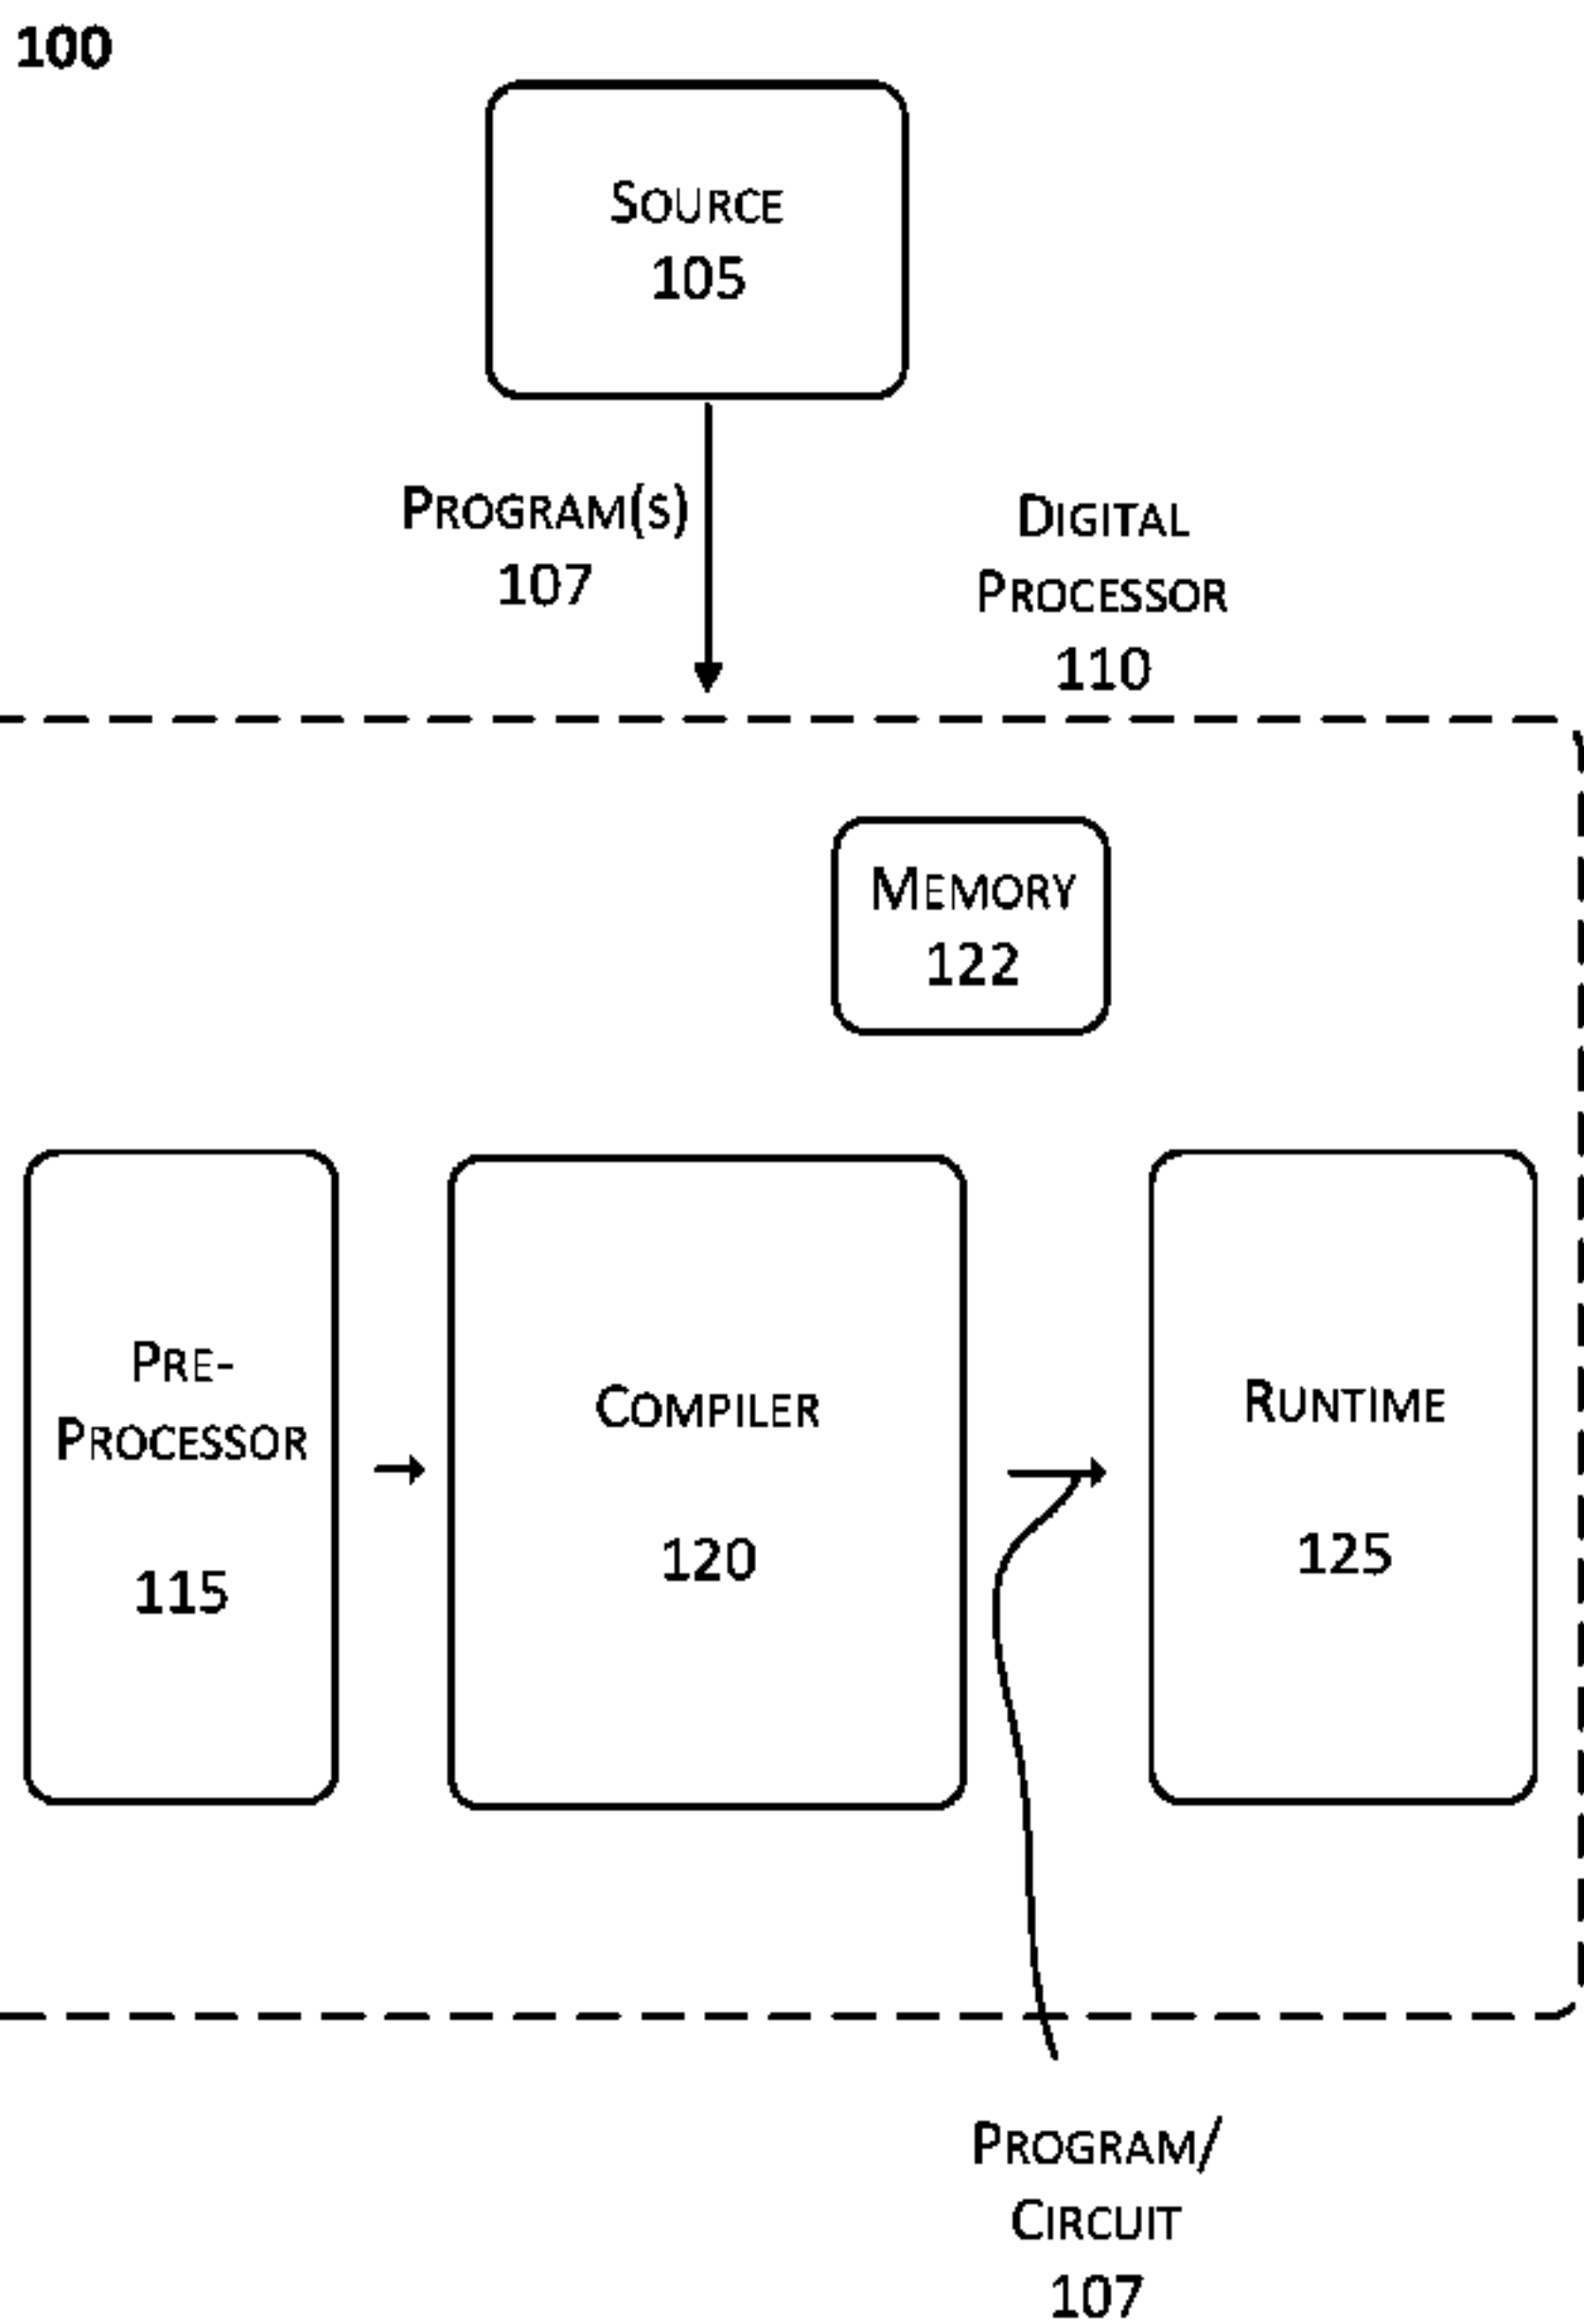 100
SOURCE
105
PROGRAM(S)
107
DIGITAL
PROCESSOR
110
MEMORY
122
PRE-
PROCESSOR
115
COMPILER
120
RUNTIME
125
PROGRAM/
CIRCUIT
107